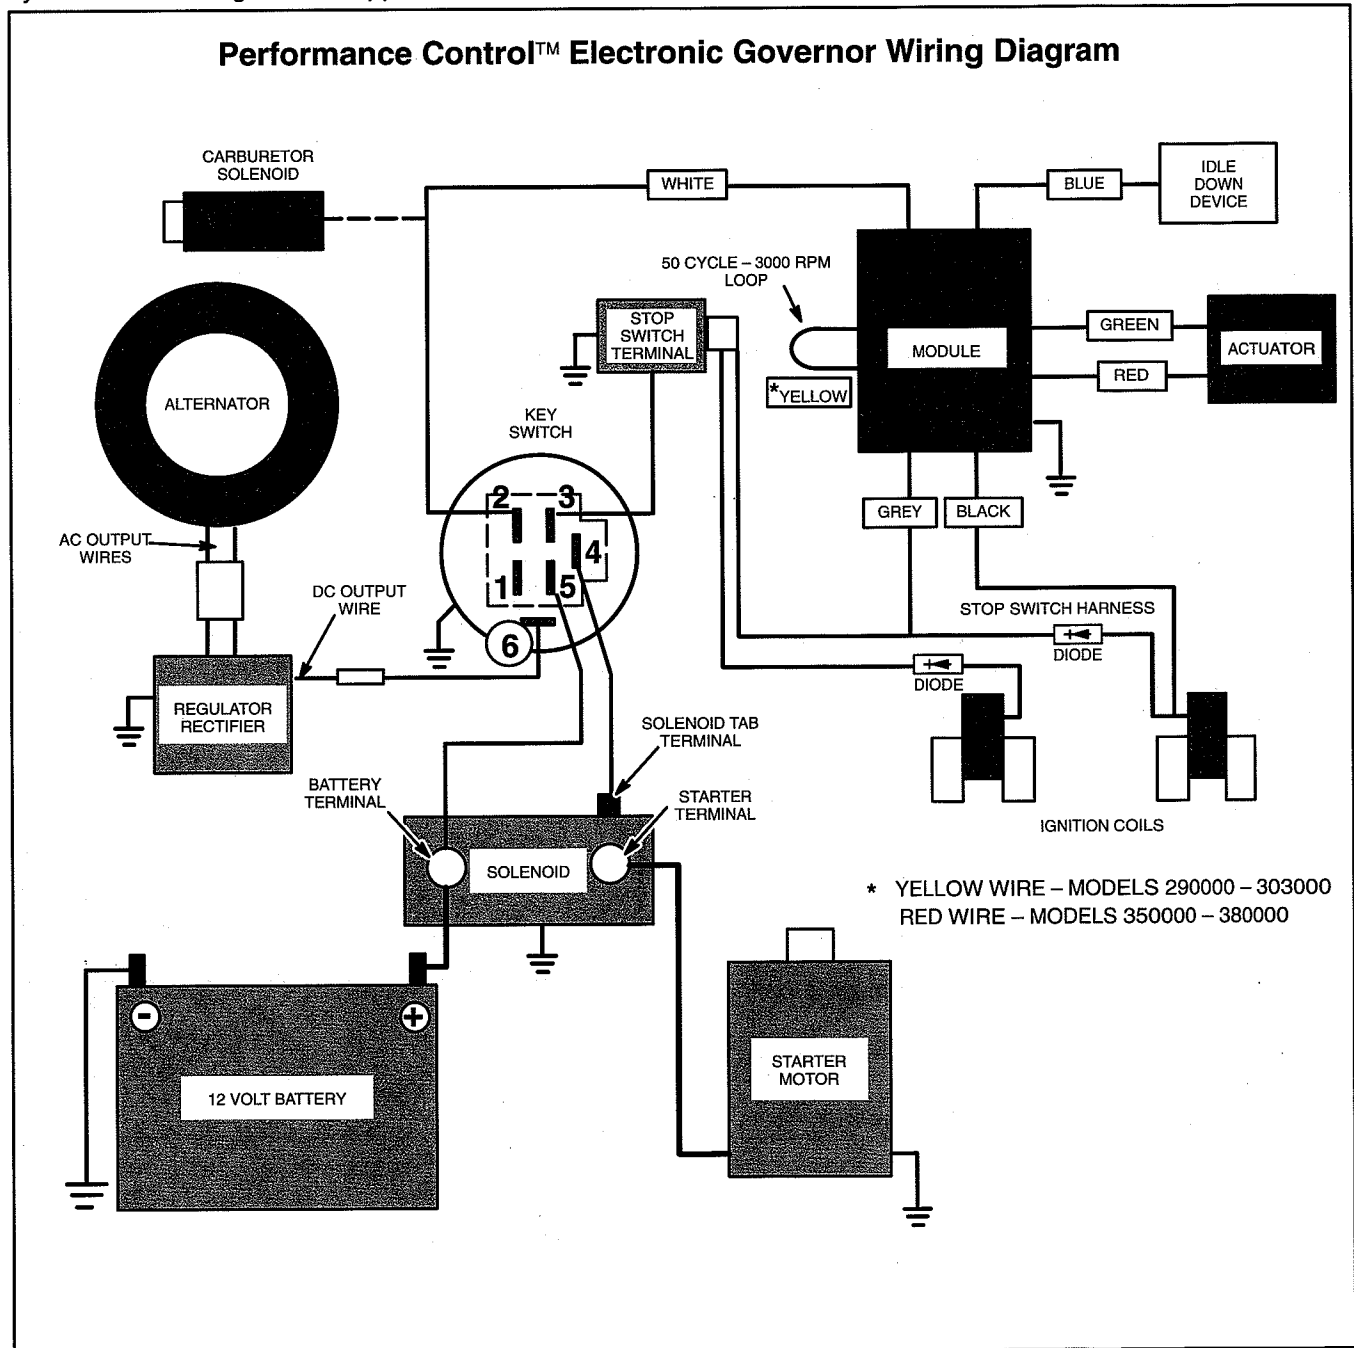 Performance Control™ Electronic Governor Wiring Diagram
CARBURETOR
SOLENOID
WHITE
BLUE
IDLE
DOWN
DEVICE
50 CYCLE – 3000 RPM
LOOP
STOP
SWITCH
TERMINAL
MODULE
GREEN
RED
ACTUATOR
*YELLOW
ALTERNATOR
KEY
SWITCH
2
3
4
1
5
6
GREY
BLACK
AC OUTPUT
WIRES
DC OUTPUT
WIRE
STOP SWITCH HARNESS
DIODE
DIODE
REGULATOR
RECTIFIER
SOLENOID TAB
TERMINAL
BATTERY
TERMINAL
STARTER
TERMINAL
IGNITION COILS
SOLENOID
* YELLOW WIRE – MODELS 290000 – 303000
RED WIRE – MODELS 350000 – 380000
-
+
12 VOLT BATTERY
STARTER
MOTOR